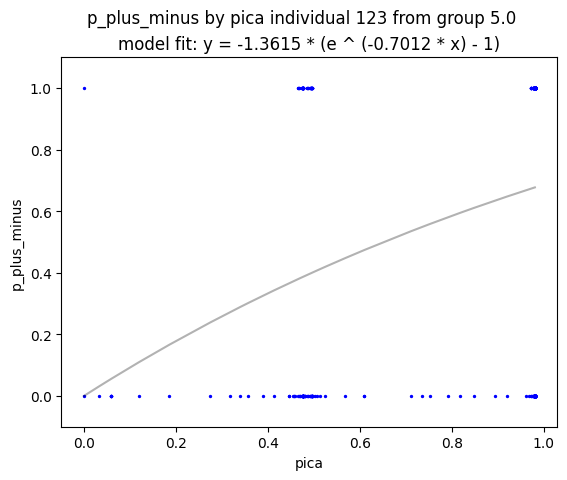 p_plus_minus by pica individual 123 from group 5.0
model fit: y = -1.3615 * (e ^ (-0.7012 * x) - 1)
1.0
0.8
0.6
0.4
0.2
0.0
p_plus_minus
0.0 0.2 0.4 0.6 0.8 1.0
pica